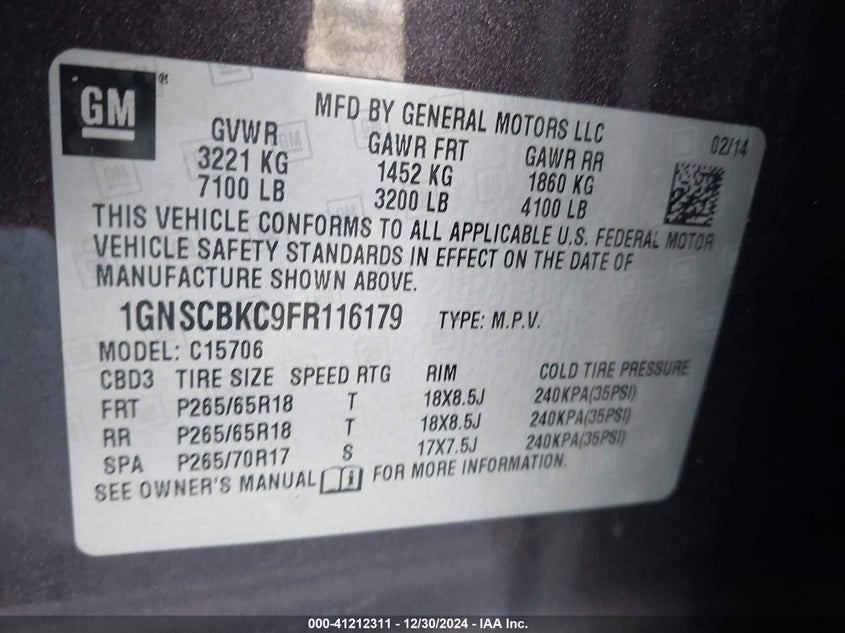 GM ®
MFD BY GENERAL MOTORS LLC
02/14
GVWR GAWR FRT GAWR RR
3221 KG 1452 KG 1860 KG
7100 LB 3200 LB 4100 LB
THIS VEHICLE CONFORMS TO ALL APPLICABLE U.S. FEDERAL MOTOR
VEHICLE SAFETY STANDARDS IN EFFECT ON THE DATE OF
MANUFACTURE SHOWN ABOVE.
1GNSCBKC9FR116179 TYPE: M.P.V.
MODEL: C15706
CBD3 TIRE SIZE SPEED RTG RIM COLD TIRE PRESSURE
FRT P265/65R18 T 18X8.5J 240KPA(35PSI)
RR P265/65R18 T 18X8.5J 240KPA(35PSI)
SPA P265/70R17 S 17X7.5J 240KPA(35PSI)
SEE OWNER'S MANUAL FOR MORE INFORMATION.
000-41212311 - 12/30/2024 - IAA Inc.